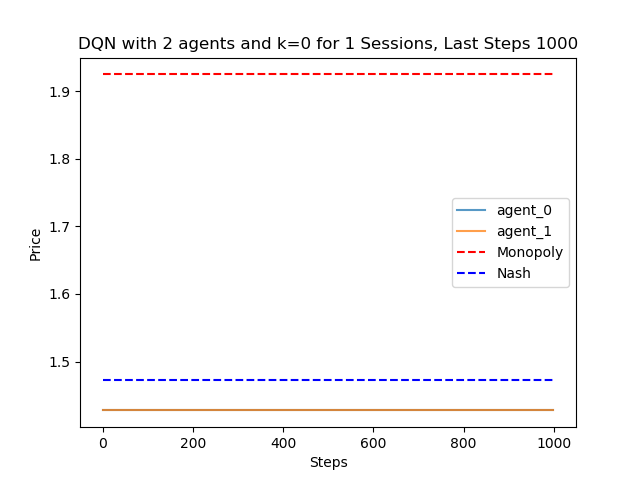 DQN with 2 agents and k=0 for 1 Sessions, Last Steps 1000
Price
1.9
1.8
1.7
1.6
1.5
agent_0
agent_1
Monopoly
Nash
0 200 400 600 800 1000
Steps